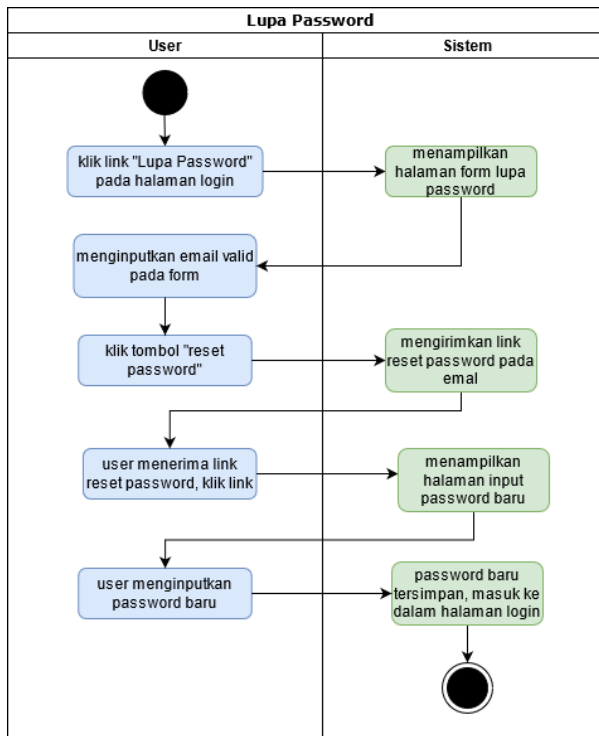 Lupa Password
User
Sistem
klik link "Lupa Password"
pada halaman login
menampilkan
halaman form lupa
password
menginputkan email valid
pada form
klik tombol "reset
password"
mengirimkan link
reset password pada
emal
user menerima link
reset password, klik link
menampilkan
halaman input
password baru
user menginputkan
password baru
password baru
tersimpan, masuk ke
dalam halaman login